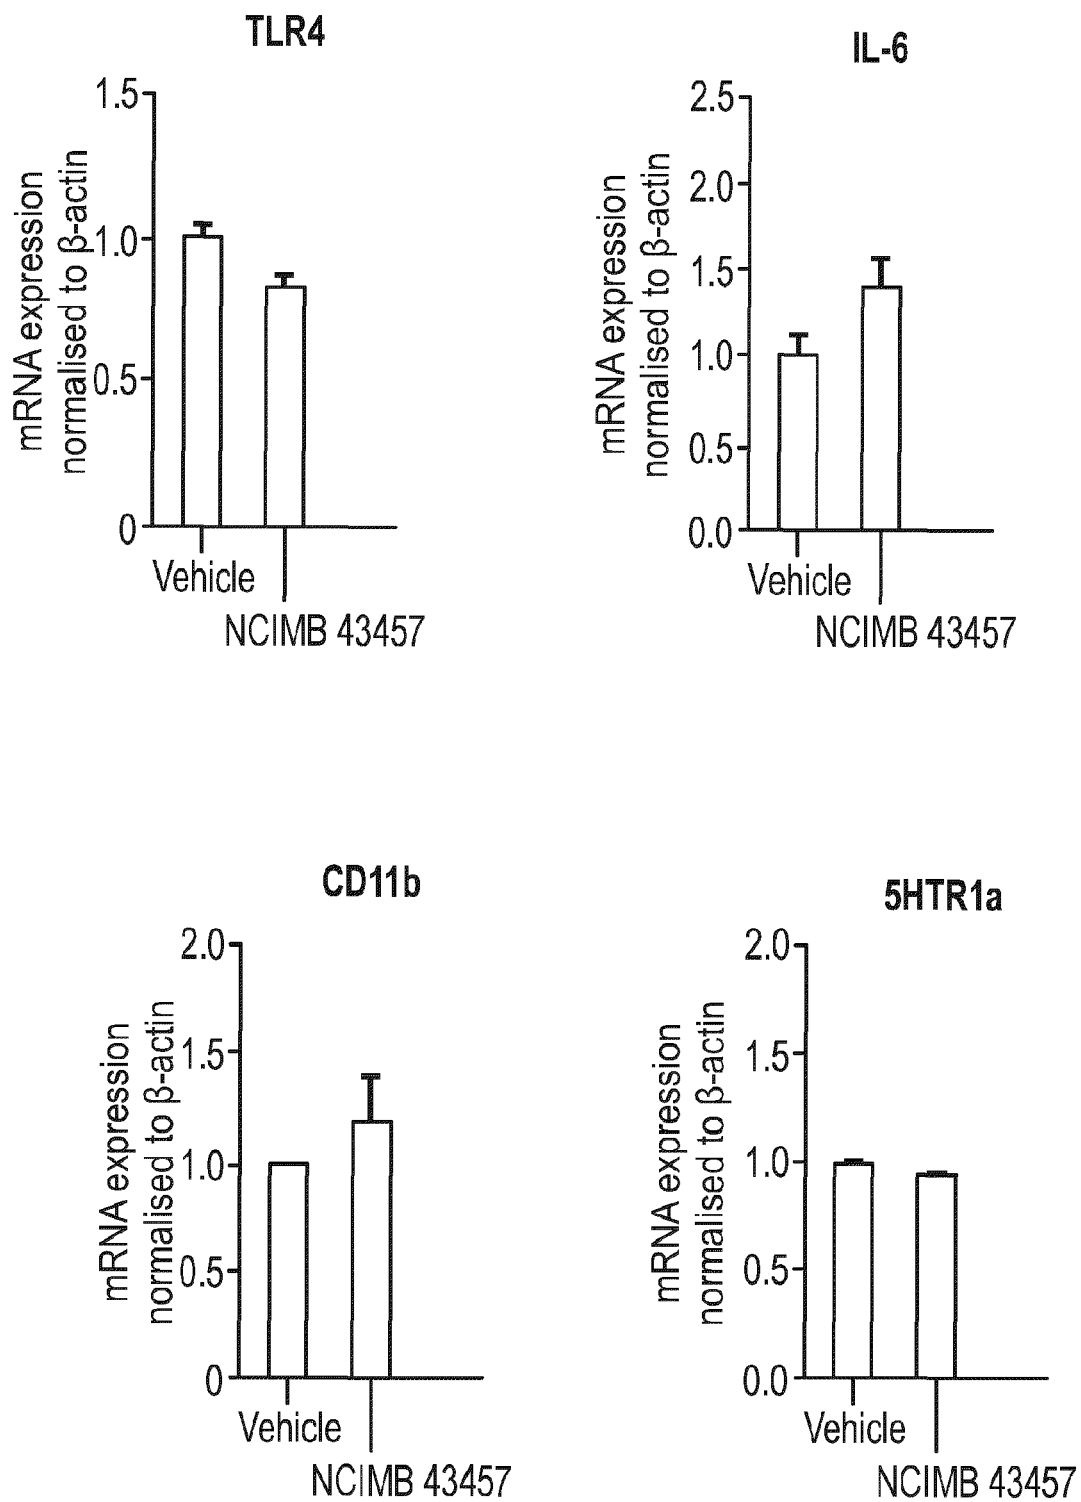 TLR4
1.5
1.0
0.5
0
mRNA expression
normalised to β-actin
Vehicle
NCIMB 43457
IL-6
2.5
2.0
1.5
1.0
0.5
0.0
mRNA expression
normalised to β-actin
Vehicle
NCIMB 43457
CD11b
2.0
1.5
1.0
0.5
0
mRNA expression
normalised to β-actin
Vehicle
NCIMB 43457
5HTR1a
2.0
1.5
1.0
0.5
0.0
mRNA expression
normalised to β-actin
Vehicle
NCIMB 43457